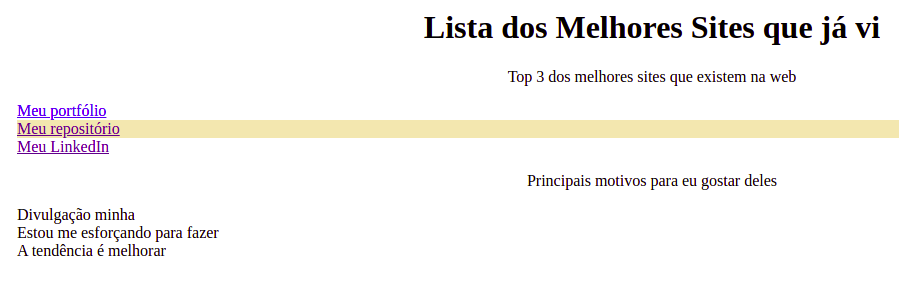 Lista dos Melhores Sites que já vi
Top 3 dos melhores sites que existem na web
Meu portfólio
Meu repositório
Meu LinkedIn
Principais motivos para eu gostar deles
Divulgação minha
Estou me esforçando para fazer
A tendência é melhorar